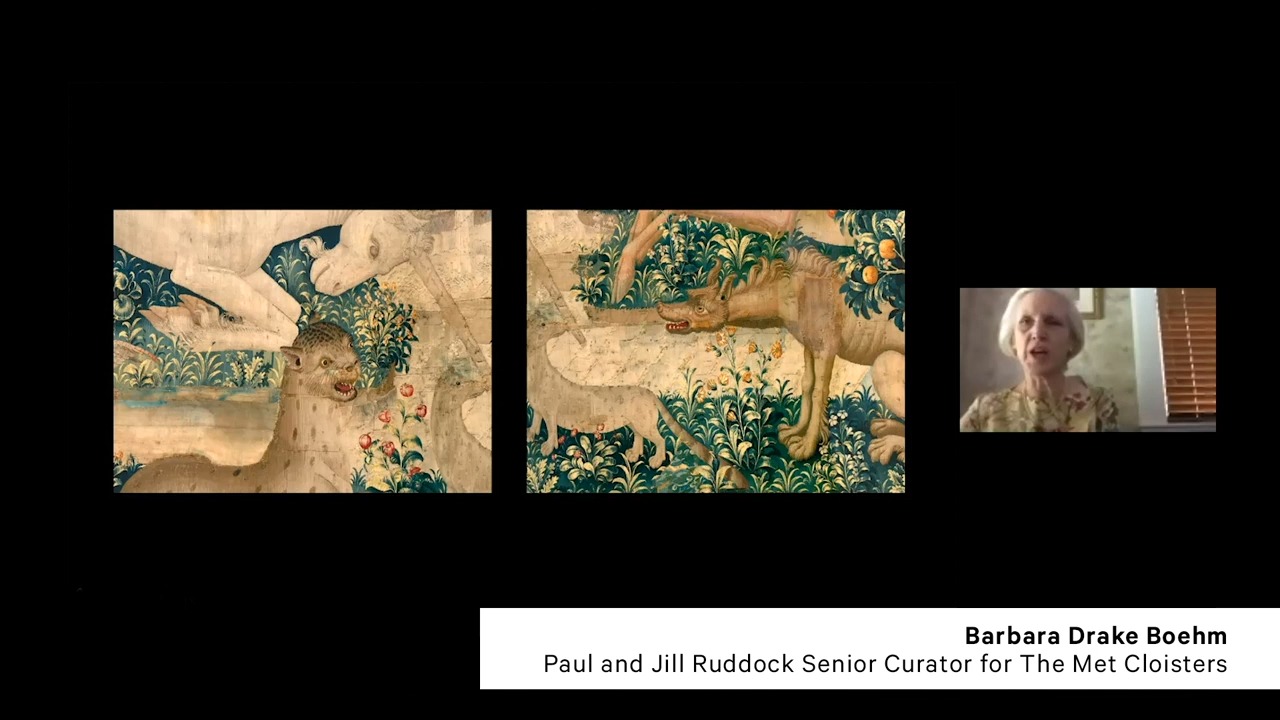 Barbara Drake Boehm
Paul and Jill Ruddock Senior Curator for The Met Cloisters